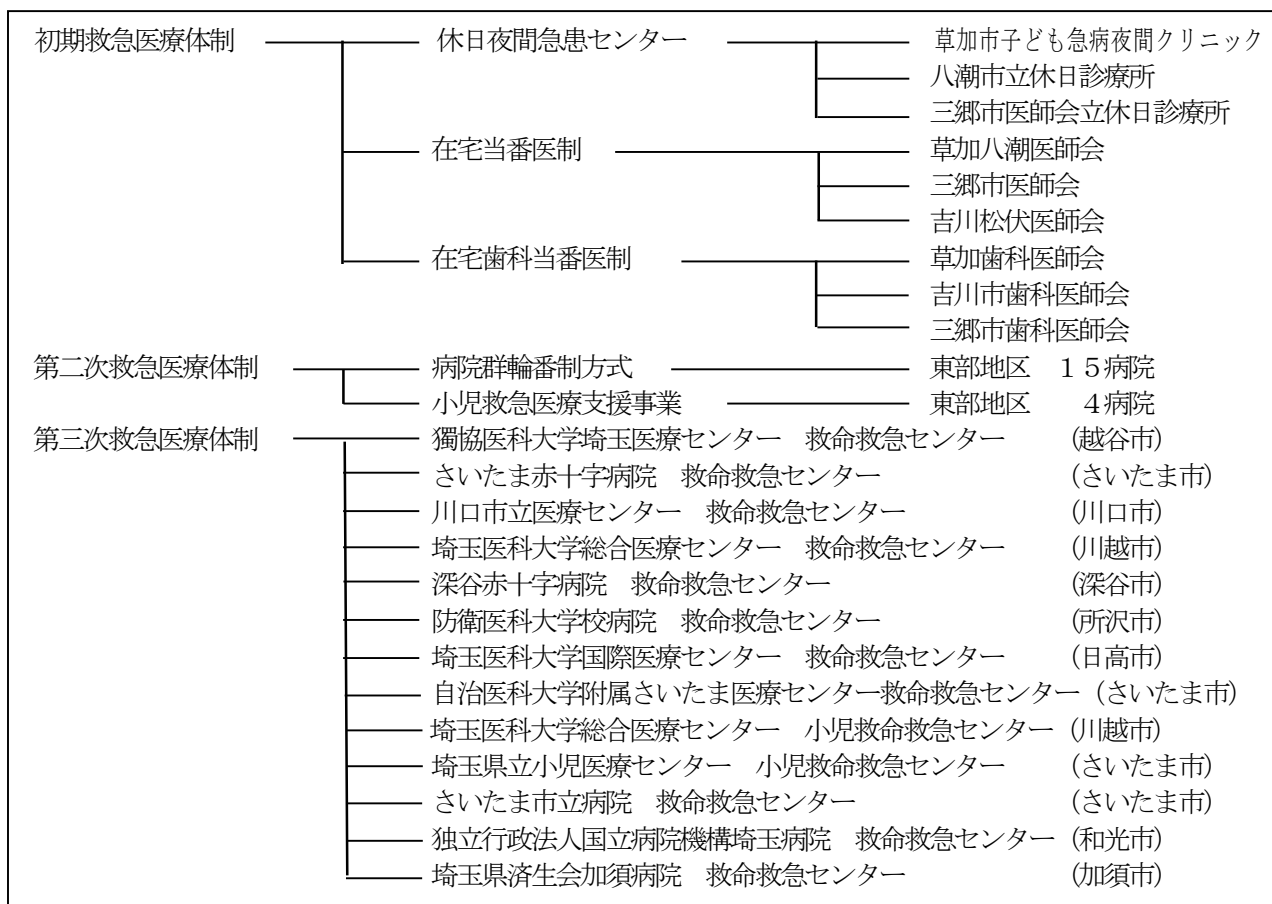 初期救急医療体制 休日夜間急患センター 草加市子ども急病夜間クリニック
八潮市立休日診療所
三郷市医師会立休日診療所
在宅当番医制 草加八潮医師会
三郷市医師会
吉川松伏医師会
在宅歯科当番医制 草加歯科医師会
吉川市歯科医師会
三郷市歯科医師会
第二次救急医療体制 病院群輪番制方式 東部地区 15病院
小児救急医療支援事業 東部地区 4病院
第三次救急医療体制 獨協医科大学埼玉医療センター 救命救急センター (越谷市)
さいたま赤十字病院 救命救急センター (さいたま市)
川口市立医療センター 救命救急センター (川口市)
埼玉医科大学総合医療センター 救命救急センター (川越市)
深谷赤十字病院 救命救急センター (深谷市)
防衛医科大学校病院 救命救急センター (所沢市)
埼玉医科大学国際医療センター 救命救急センター (日高市)
自治医科大学附属さいたま医療センター救命救急センター (さいたま市)
埼玉医科大学総合医療センター 小児救命救急センター (川越市)
埼玉県立小児医療センター 小児救命救急センター (さいたま市)
さいたま市立病院 救命救急センター (さいたま市)
独立行政法人国立病院機構埼玉病院 救命救急センター (和光市)
埼玉県済生会加須病院 救命救急センター (加須市)